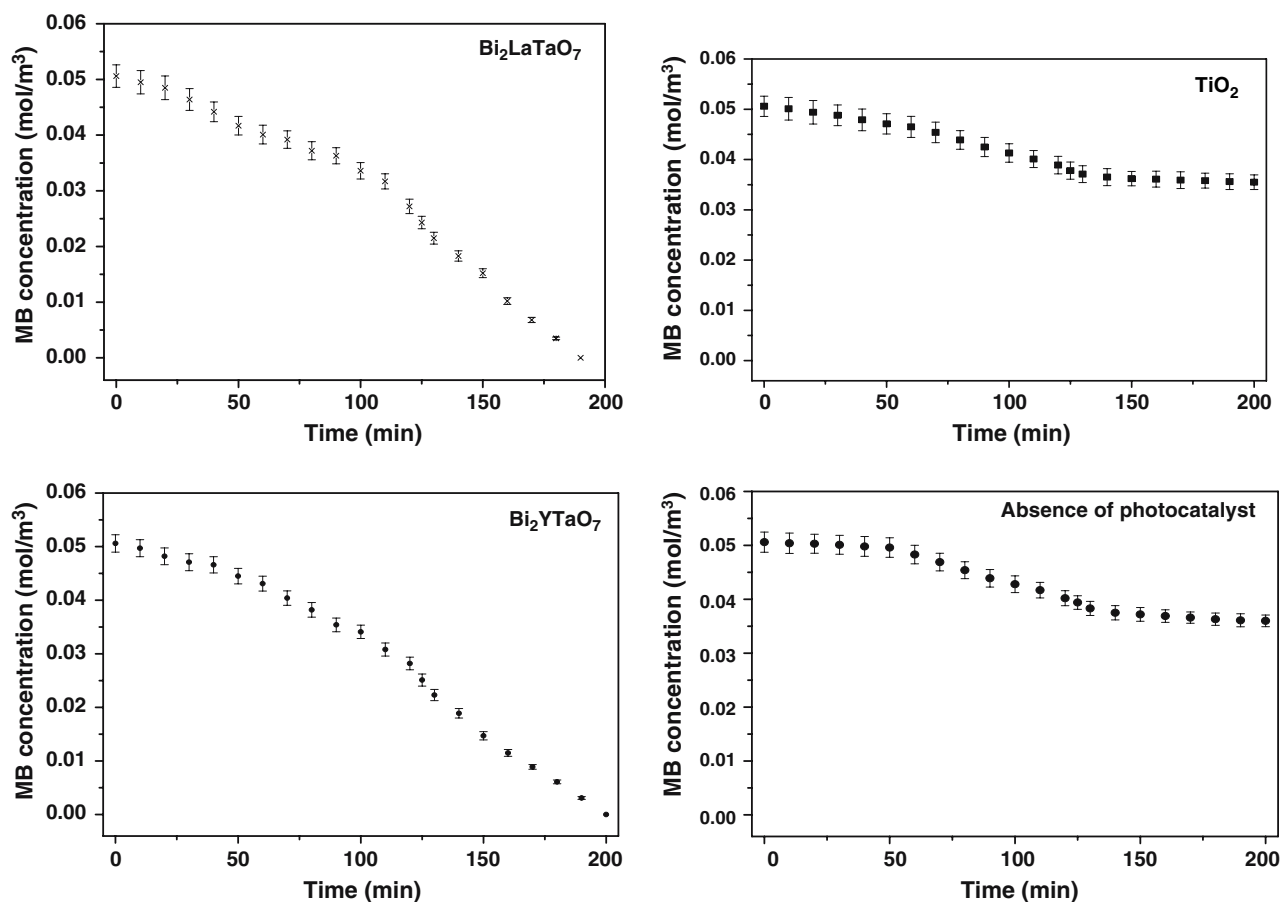 Bi₂LaTaO₇
MB concentration (mol/m³)
0.06
0.05
0.04
0.03
0.02
0.01
0.00
0 50 100 150 200
Time (min)
TiO₂
MB concentration (mol/m³)
0.06
0.05
0.04
0.03
0.02
0.01
0.00
0 50 100 150 200
Time (min)
Bi₂YTaO₇
MB concentration (mol/m³)
0.06
0.05
0.04
0.03
0.02
0.01
0.00
0 50 100 150 200
Time (min)
Absence of photocatalyst
MB concentration (mol/m³)
0.06
0.05
0.04
0.03
0.02
0.01
0.00
0 50 100 150 200
Time (min)